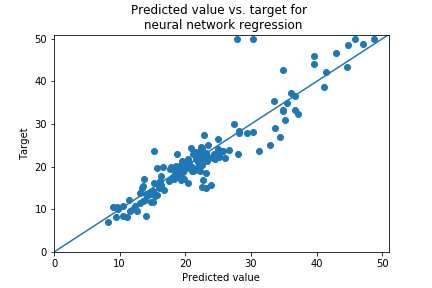 Predicted value vs. target for
neural network regression
50
40
30
20
10
0
Target
0 10 20 30 40 50
Predicted value